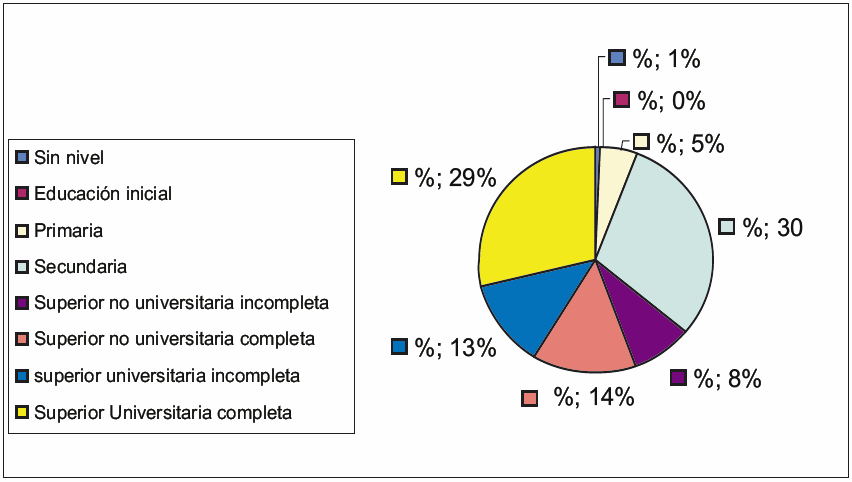 Sin nivel
Educación inicial
Primaria
Secundaria
Superior no universitaria incompleta
Superior no universitaria completa
superior universitaria incompleta
Superior Universitaria completa
%; 1%
%; 0%
%; 5%
%; 29%
%; 30
%; 13%
%; 8%
%; 14%